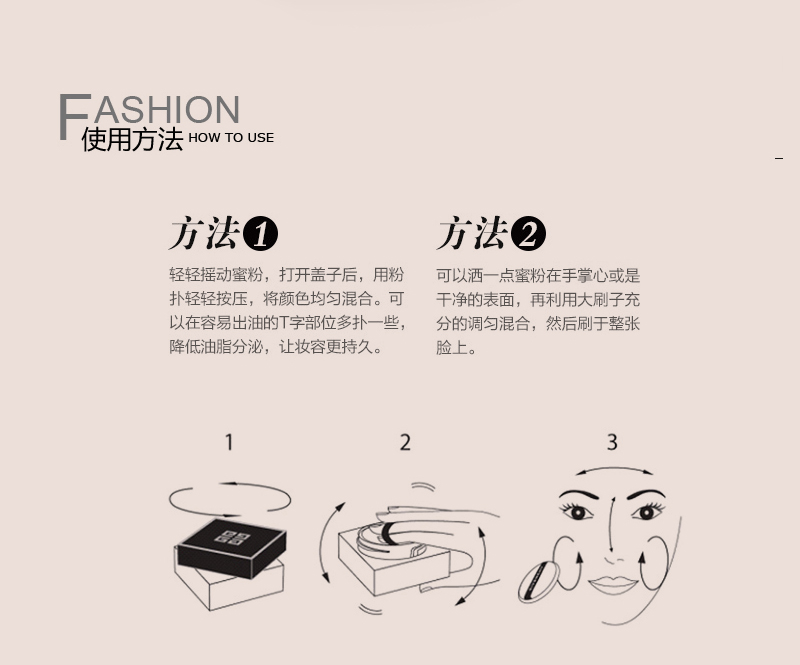 FASHION
使用方法 HOW TO USE
方法1
轻轻摇动蜜粉，打开盖子后，用粉
扑轻轻按压，将颜色均匀混合。可
以在容易出油的T字部位多扑一些，
降低油脂分泌，让妆容更持久。
方法2
可以洒一点蜜粉在手掌心或是
干净的表面，再利用大刷子充
分的调匀混合，然后刷于整张
脸上。
1
2
3